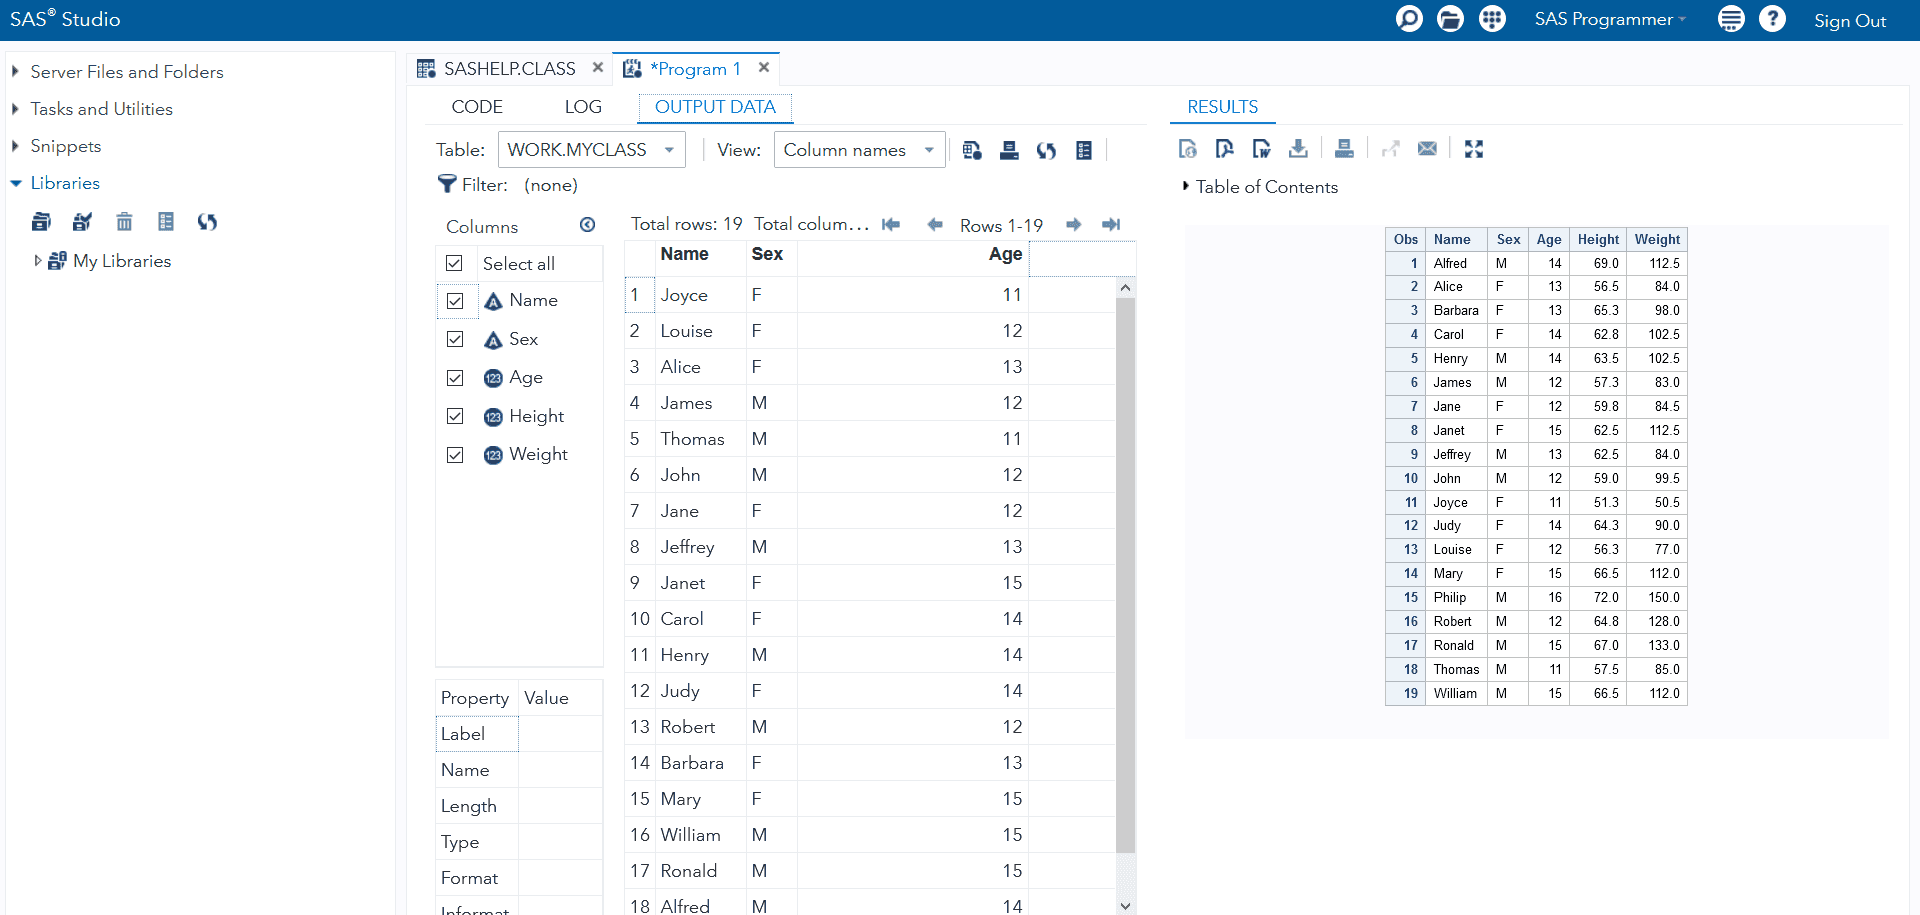 SAS® Studio
SAS Programmer
Sign Out
Server Files and Folders
Tasks and Utilities
Snippets
Libraries
My Libraries
SASHELP.CLASS
*Program 1
CODE LOG OUTPUT DATA
Table: WORK.MYCLASS View: Column names
Filter: (none)
Columns
Select all
Name
Sex
Age
Height
Weight
Property Value
Label
Name
Length
Type
Format
Informat
Total rows: 19 Total colum... Rows 1-19
Name Sex Age
1 Joyce F 11
2 Louise F 12
3 Alice F 13
4 James M 12
5 Thomas M 11
6 John M 12
7 Jane F 12
8 Jeffrey M 13
9 Janet F 15
10 Carol F 14
11 Henry M 14
12 Judy F 14
13 Robert M 12
14 Barbara F 13
15 Mary F 15
16 William M 15
17 Ronald M 15
18 Alfred M 14
RESULTS
Table of Contents
Obs Name Sex Age Height Weight
1 Alfred M 14 69.0 112.5
2 Alice F 13 56.5 84.0
3 Barbara F 13 65.3 98.0
4 Carol F 14 62.8 102.5
5 Henry M 14 63.5 102.5
6 James M 12 57.3 83.0
7 Jane F 12 59.8 84.5
8 Janet F 15 62.5 112.5
9 Jeffrey M 13 62.5 84.0
10 John M 12 59.0 99.5
11 Joyce F 11 51.3 50.5
12 Judy F 14 64.3 90.0
13 Louise F 12 56.3 77.0
14 Mary F 15 66.5 112.0
15 Philip M 16 72.0 150.0
16 Robert M 12 64.8 128.0
17 Ronald M 15 67.0 133.0
18 Thomas M 11 57.5 85.0
19 William M 15 66.5 112.0